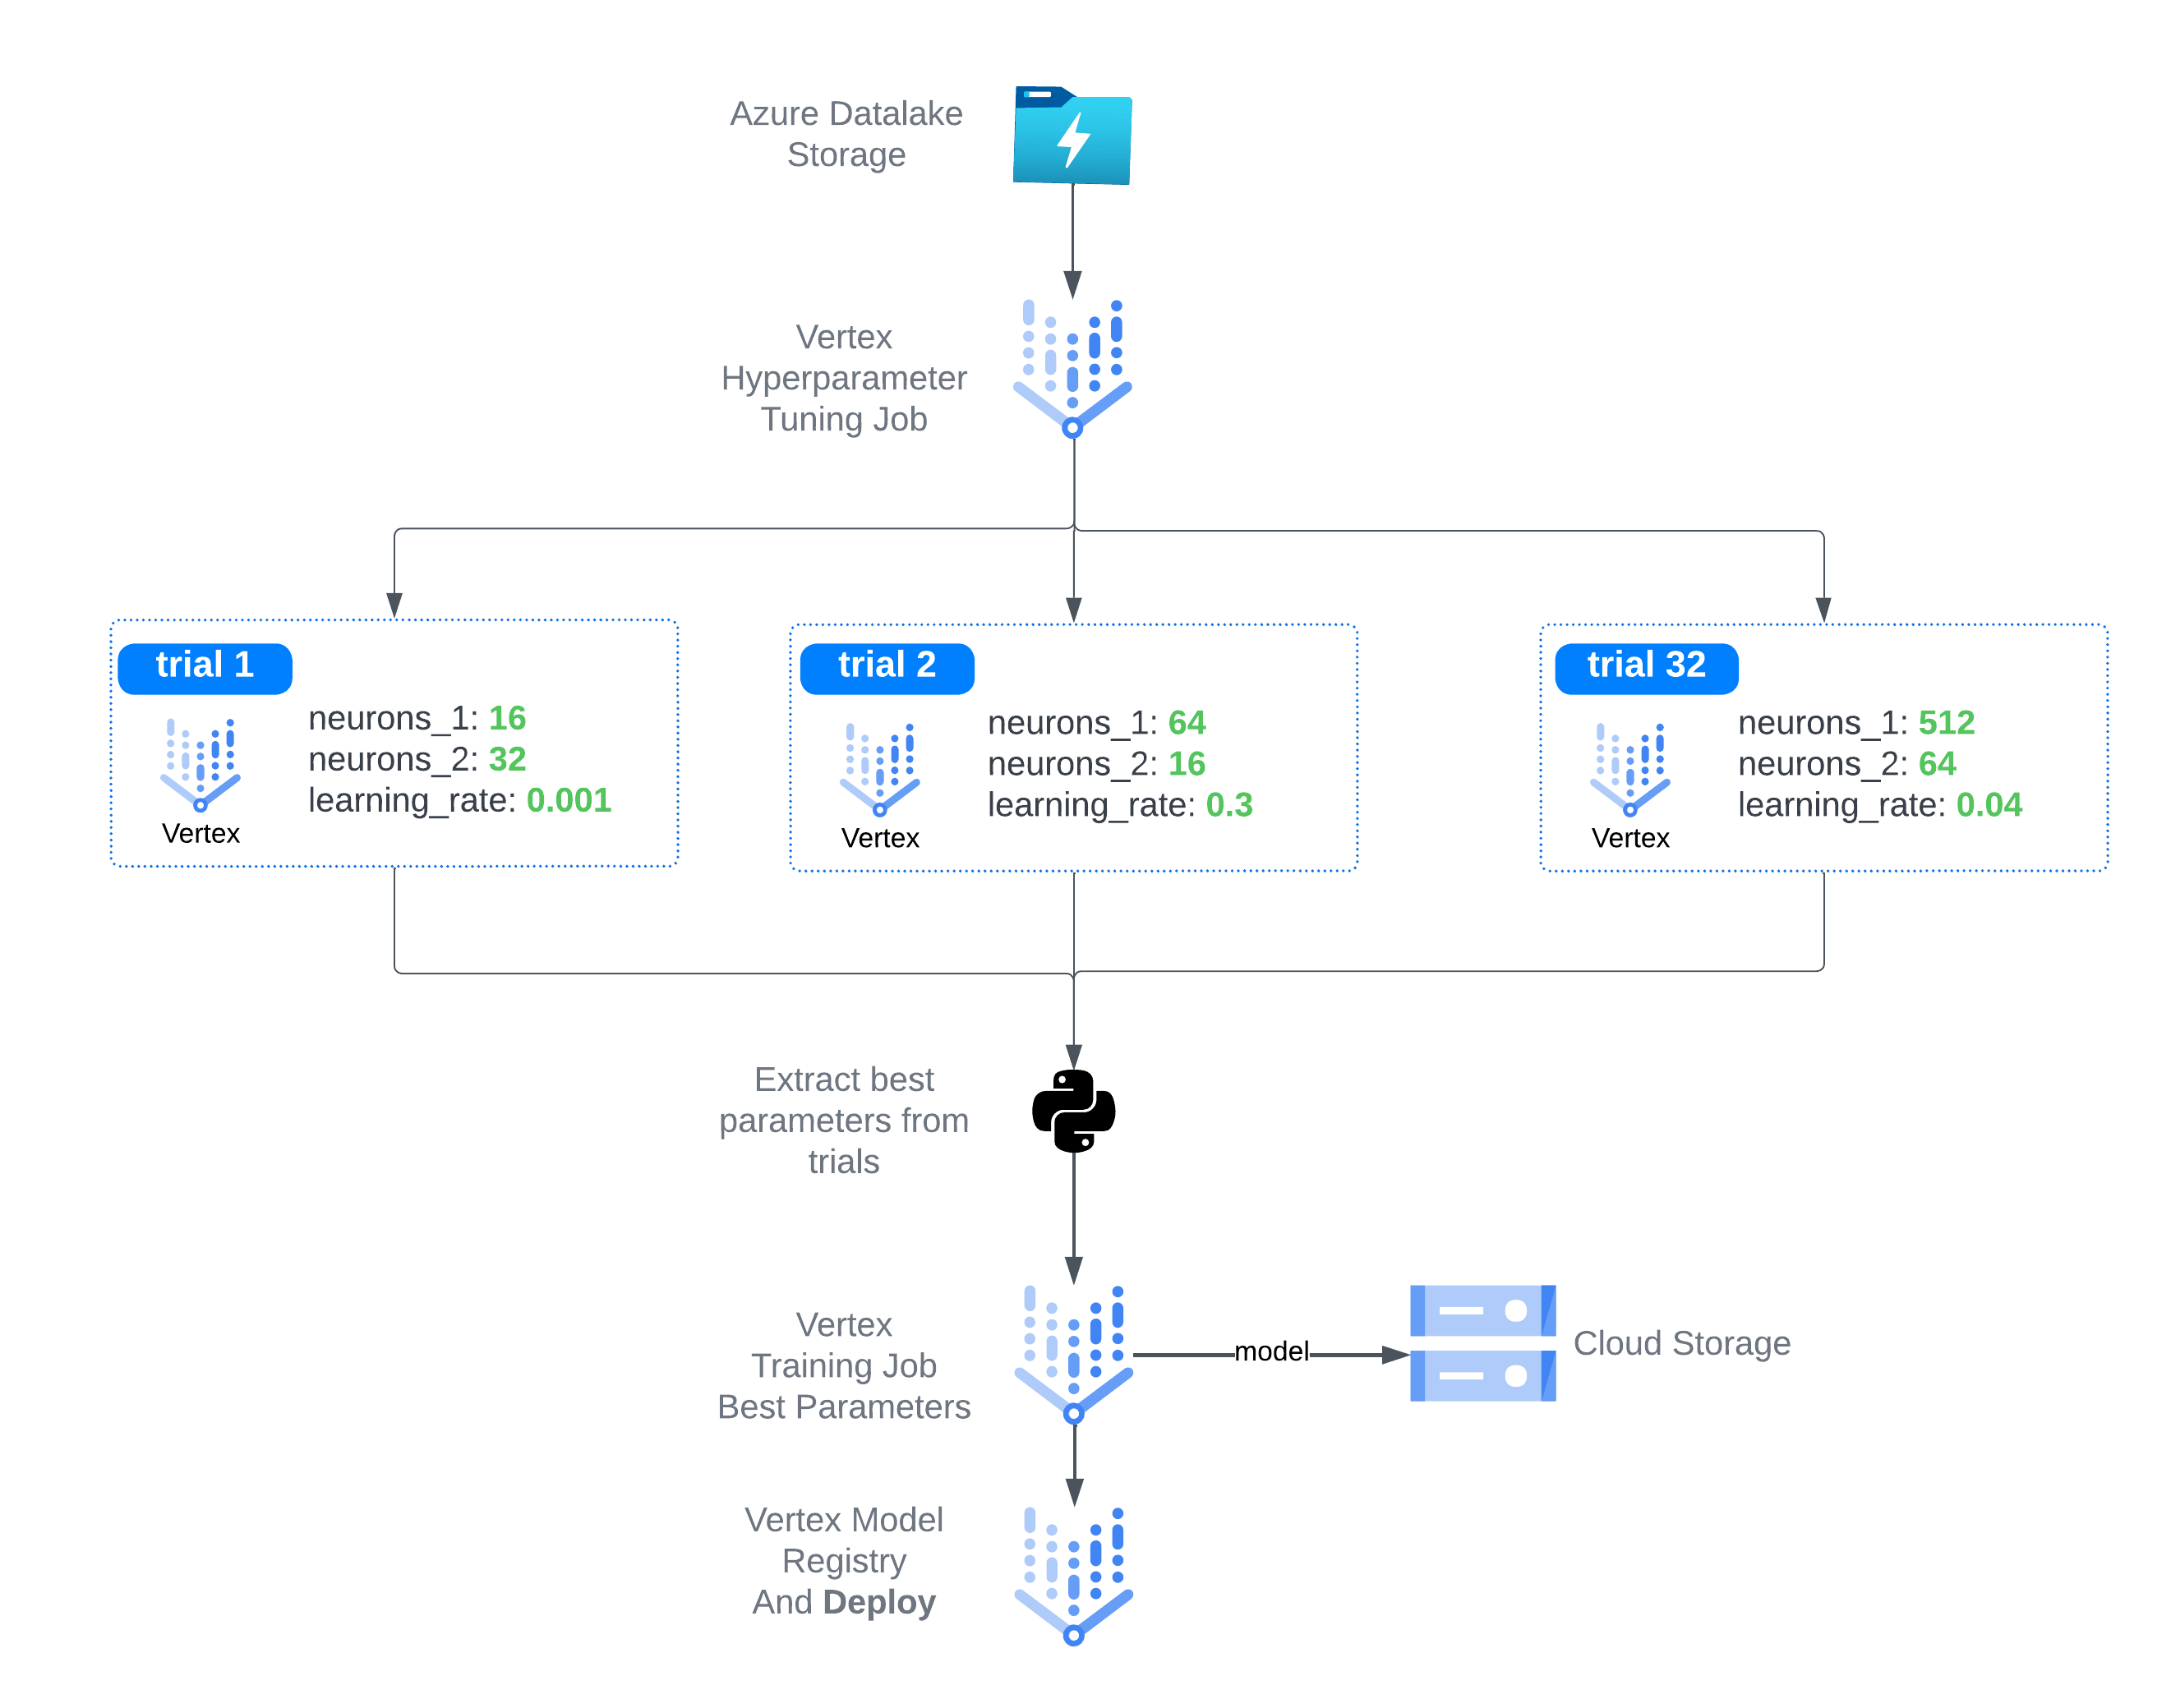 Azure Datalake
Storage
Vertex
Hyperparameter
Tuning Job
trial 1
neurons_1: 16
neurons_2: 32
learning_rate: 0.001
Vertex
trial 2
neurons_1: 64
neurons_2: 16
learning_rate: 0.3
Vertex
trial 32
neurons_1: 512
neurons_2: 64
learning_rate: 0.04
Vertex
Extract best
parameters from
trials
Vertex
Training Job
Best Parameters
model
Cloud Storage
Vertex Model
Registry
And Deploy